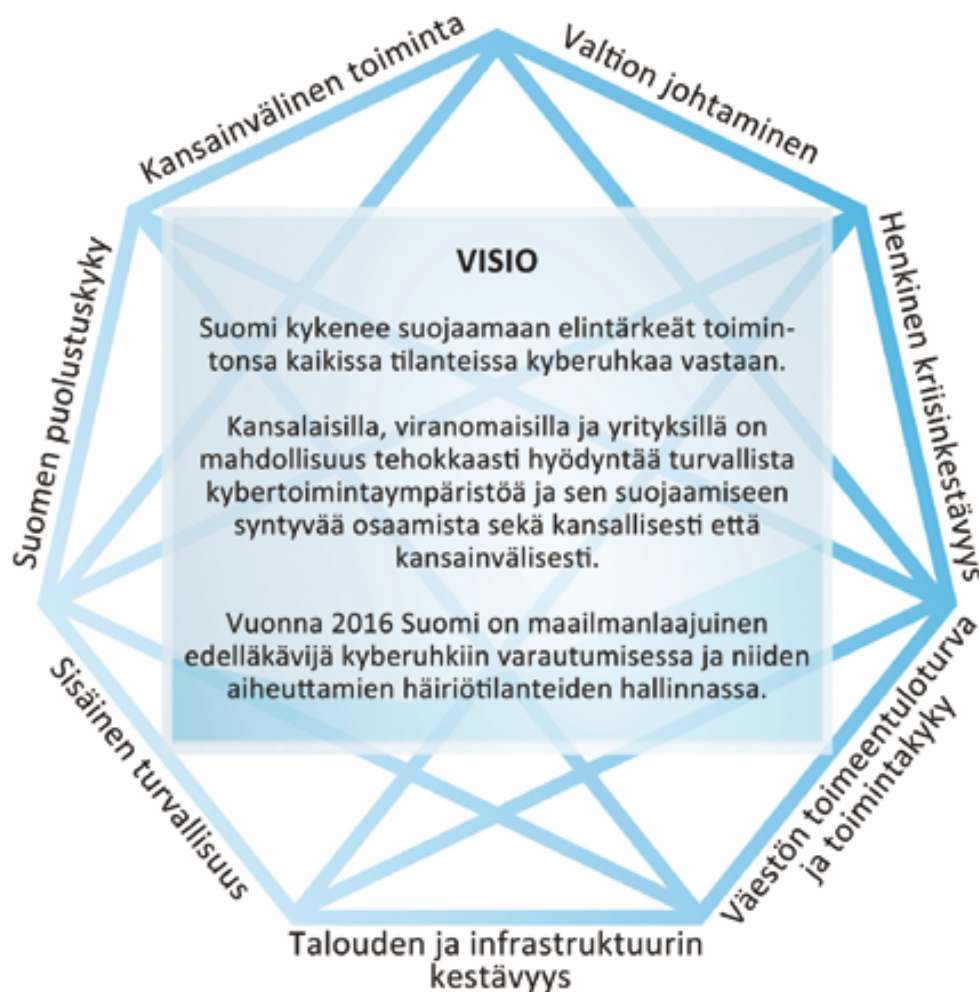 Kansainvälinen toiminta
Valtion johtaminen
Henkinen kriisinkestävyys
Väestön toimeentuloturva
ja toimintakyky
Talouden ja infrastruktuurin
kestävyys
Sisäinen turvallisuus
Suomen puolustuskyky
VISIO
Suomi kykenee suojaamaan elintärkeät toimin-
tonsa kaikissa tilanteissa kyberuhkaa vastaan.
Kansalaisilla, viranomaisilla ja yrityksillä on
mahdollisuus tehokkaasti hyödyntää turvallista
kybertoimintaympäristöä ja sen suojaamiseen
syntyvää osaamista sekä kansallisesti että
kansainvälisesti.
Vuonna 2016 Suomi on maailmanlaajuinen
edelläkävijä kyberuhkiin varautumisessa ja niiden
aiheuttamien häiriötilanteiden hallinnassa.